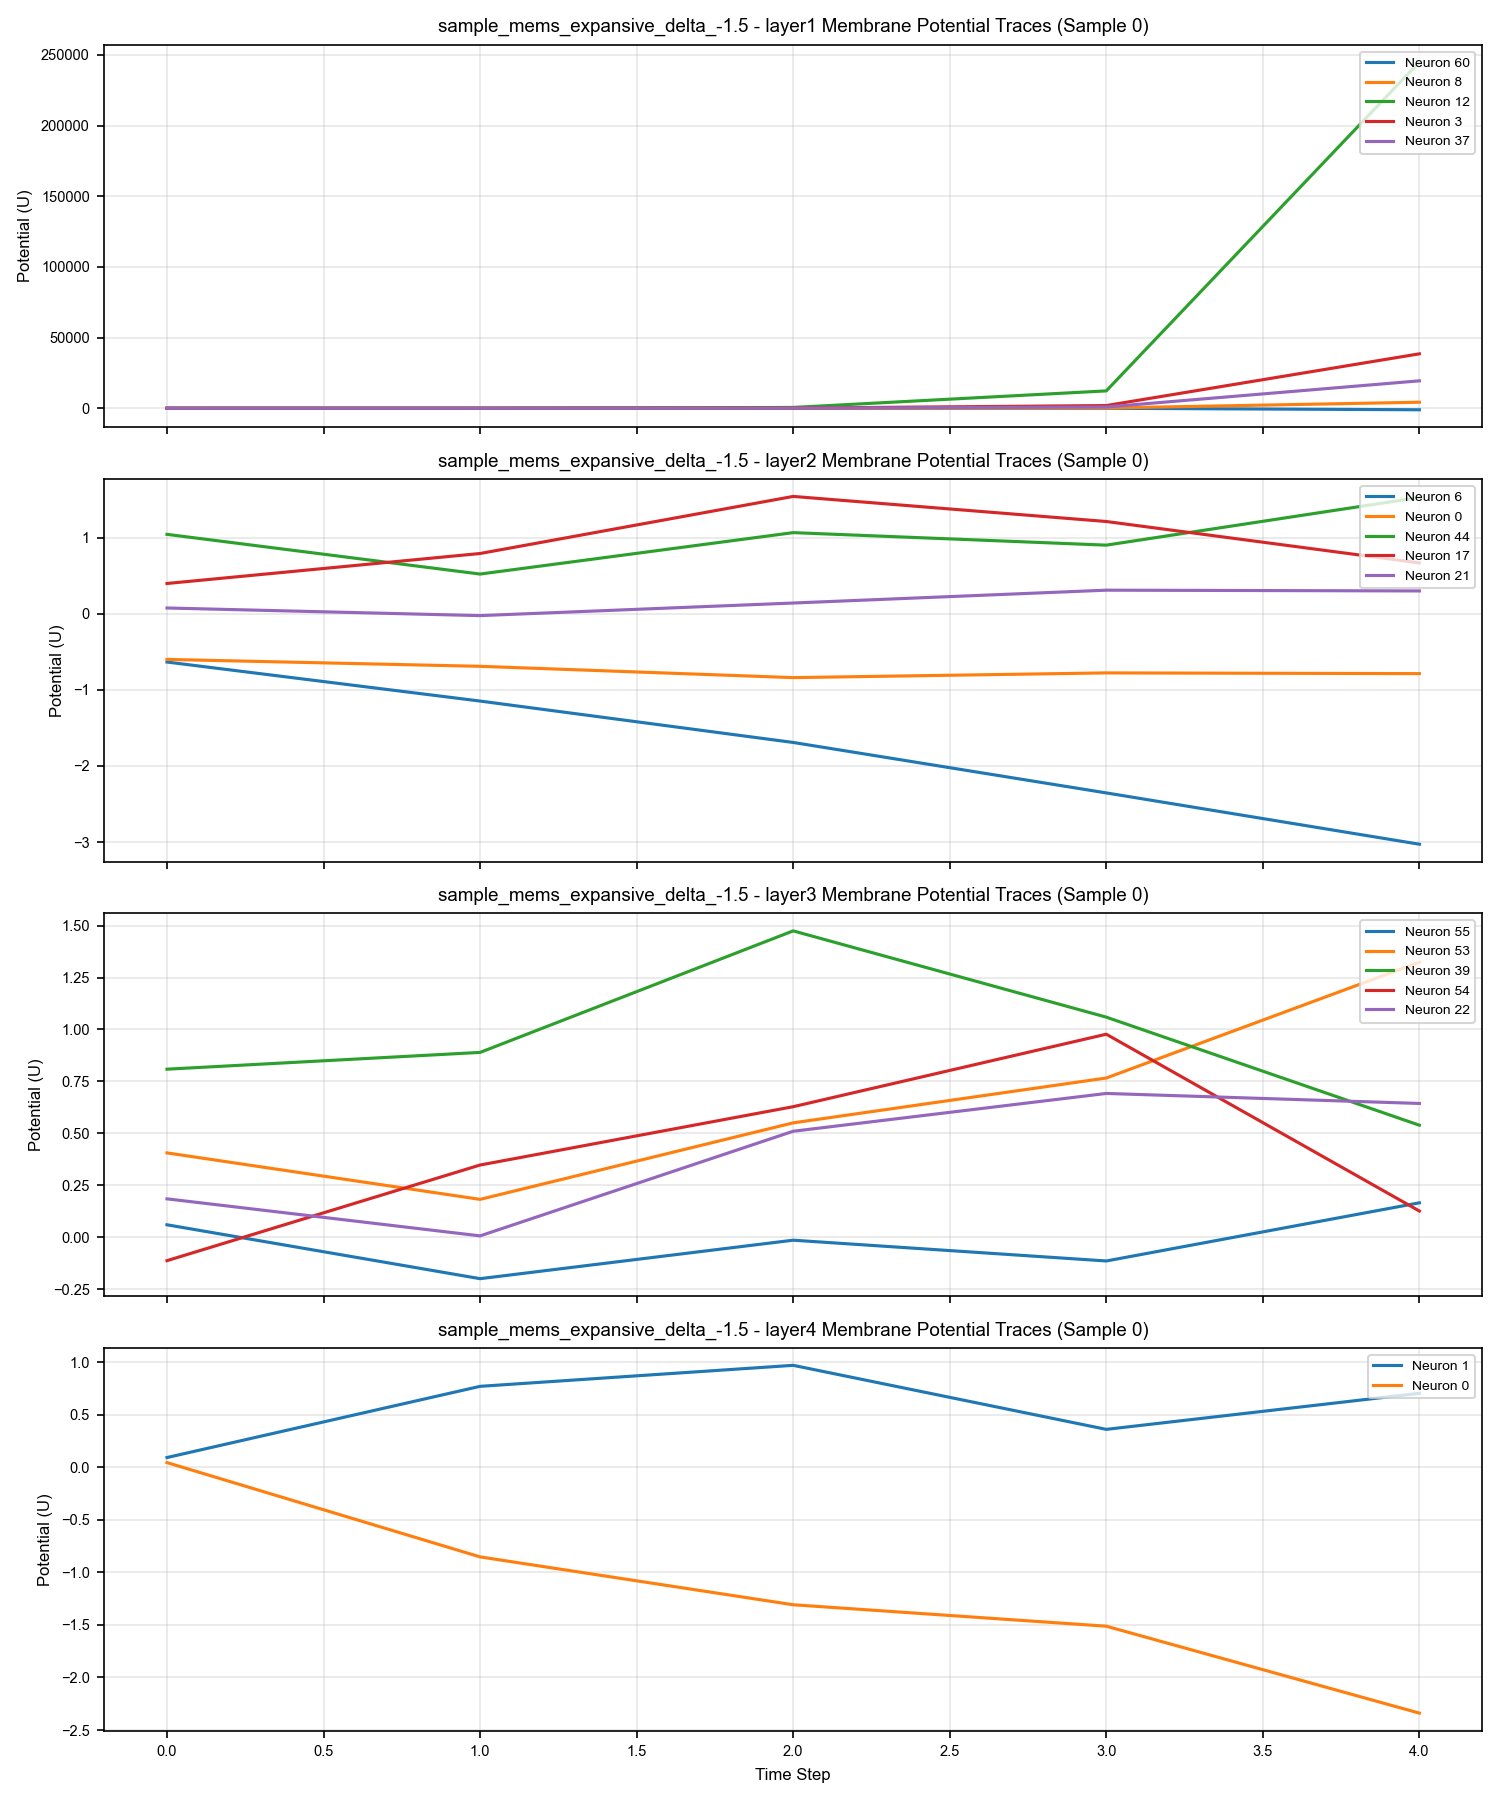 sample_mems_expansive_delta_-1.5 - layer1 Membrane Potential Traces (Sample 0)
250000
200000
150000
100000
50000
0
Potential (U)
Neuron 60
Neuron 8
Neuron 12
Neuron 3
Neuron 37
sample_mems_expansive_delta_-1.5 - layer2 Membrane Potential Traces (Sample 0)
1
0
−1
−2
−3
Potential (U)
Neuron 6
Neuron 0
Neuron 44
Neuron 17
Neuron 21
sample_mems_expansive_delta_-1.5 - layer3 Membrane Potential Traces (Sample 0)
1.50
1.25
1.00
0.75
0.50
0.25
0.00
−0.25
Potential (U)
Neuron 55
Neuron 53
Neuron 39
Neuron 54
Neuron 22
sample_mems_expansive_delta_-1.5 - layer4 Membrane Potential Traces (Sample 0)
1.0
0.5
0.0
−0.5
−1.0
−1.5
−2.0
−2.5
Potential (U)
Neuron 1
Neuron 0
0.0 0.5 1.0 1.5 2.0 2.5 3.0 3.5 4.0
Time Step